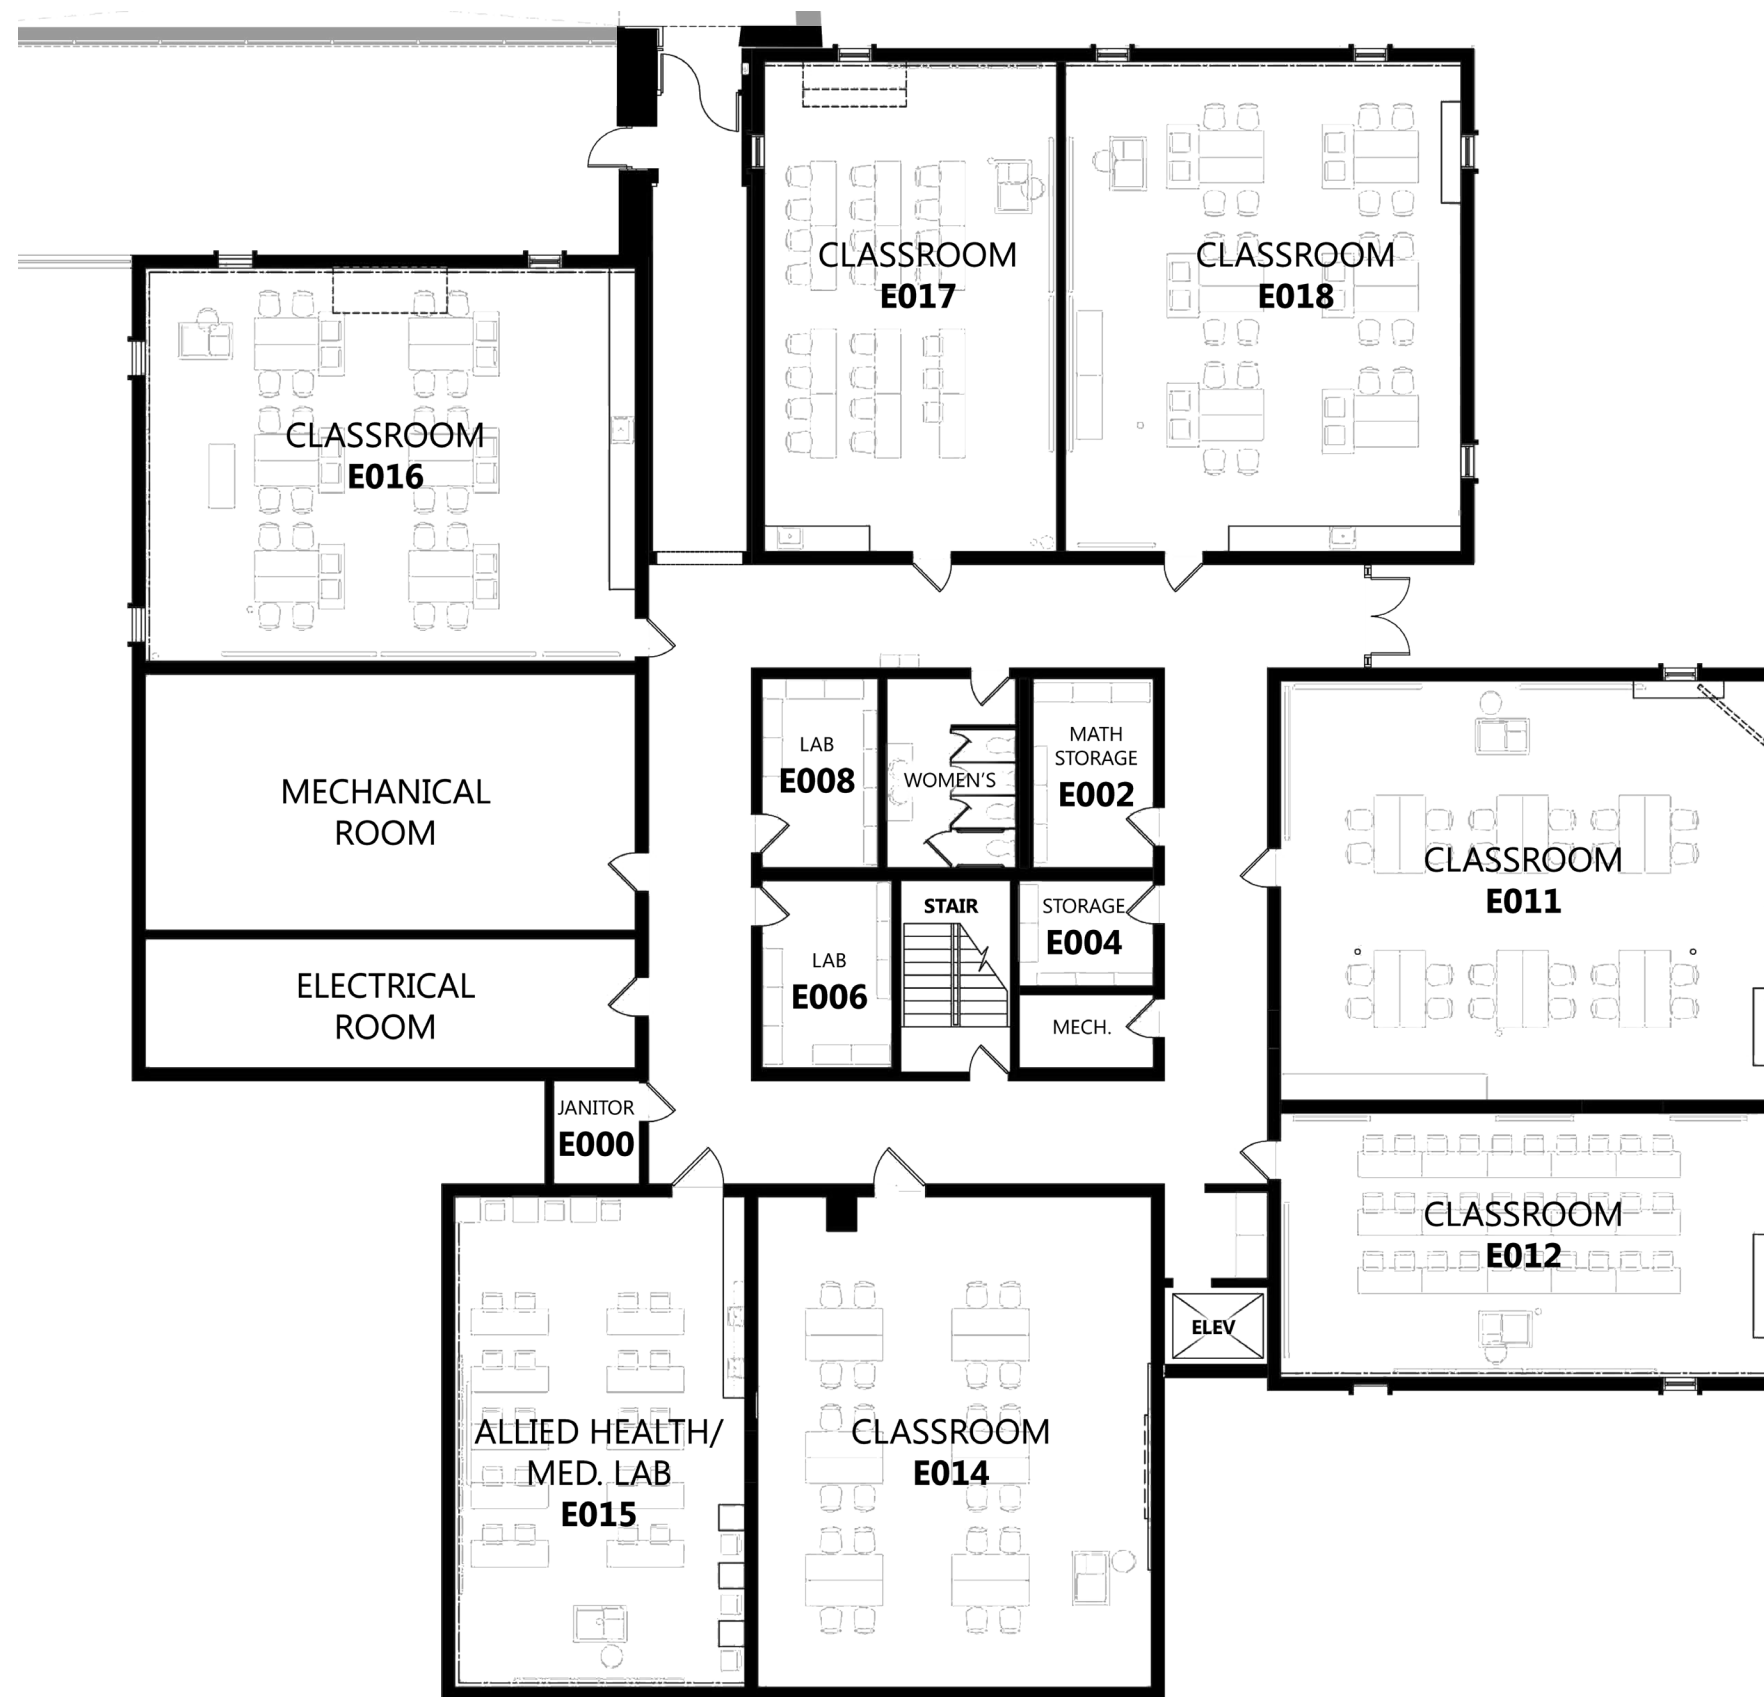 CLASSROOM
E017
CLASSROOM
E018
CLASSROOM
E016
MECHANICAL
ROOM
LAB
E008
WOMEN'S
MATH
STORAGE
E002
CLASSROOM
E011
ELECTRICAL
ROOM
LAB
E006
STAIR
STORAGE
E004
MECH.
JANITOR
E000
CLASSROOM
E012
ELEV
ALLIED HEALTH/
MED. LAB
E015
CLASSROOM
E014